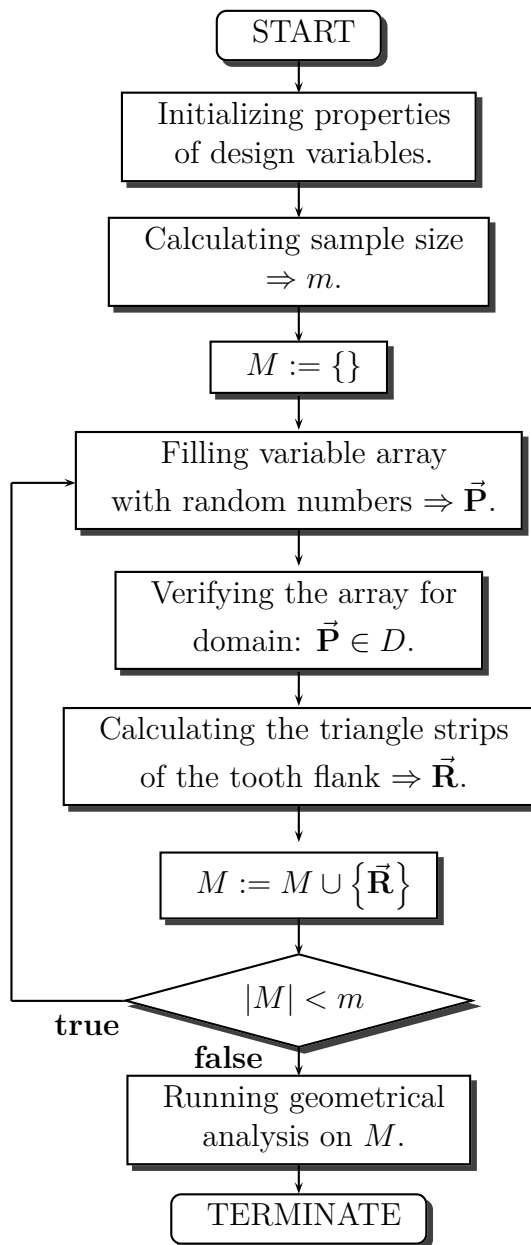 START
Initializing properties
of design variables.
Calculating sample size
⇒ m.
M := {}
Filling variable array
with random numbers ⇒ P⃗.
Verifying the array for
domain: P⃗ ∈ D.
Calculating the triangle strips
of the tooth flank ⇒ R⃗.
M := M ∪ {R⃗}
|M| < m
true
false
Running geometrical
analysis on M.
TERMINATE